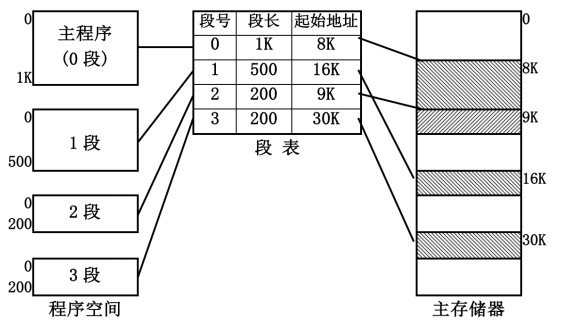 0
主程序
(0 段)
1K
0
1 段
500
0
2 段
200
0
3 段
200
程序空间
段号 段长 起始地址
0 1K 8K
1 500 16K
2 200 9K
3 200 30K
段 表
0
8K
9K
16K
30K
主存储器